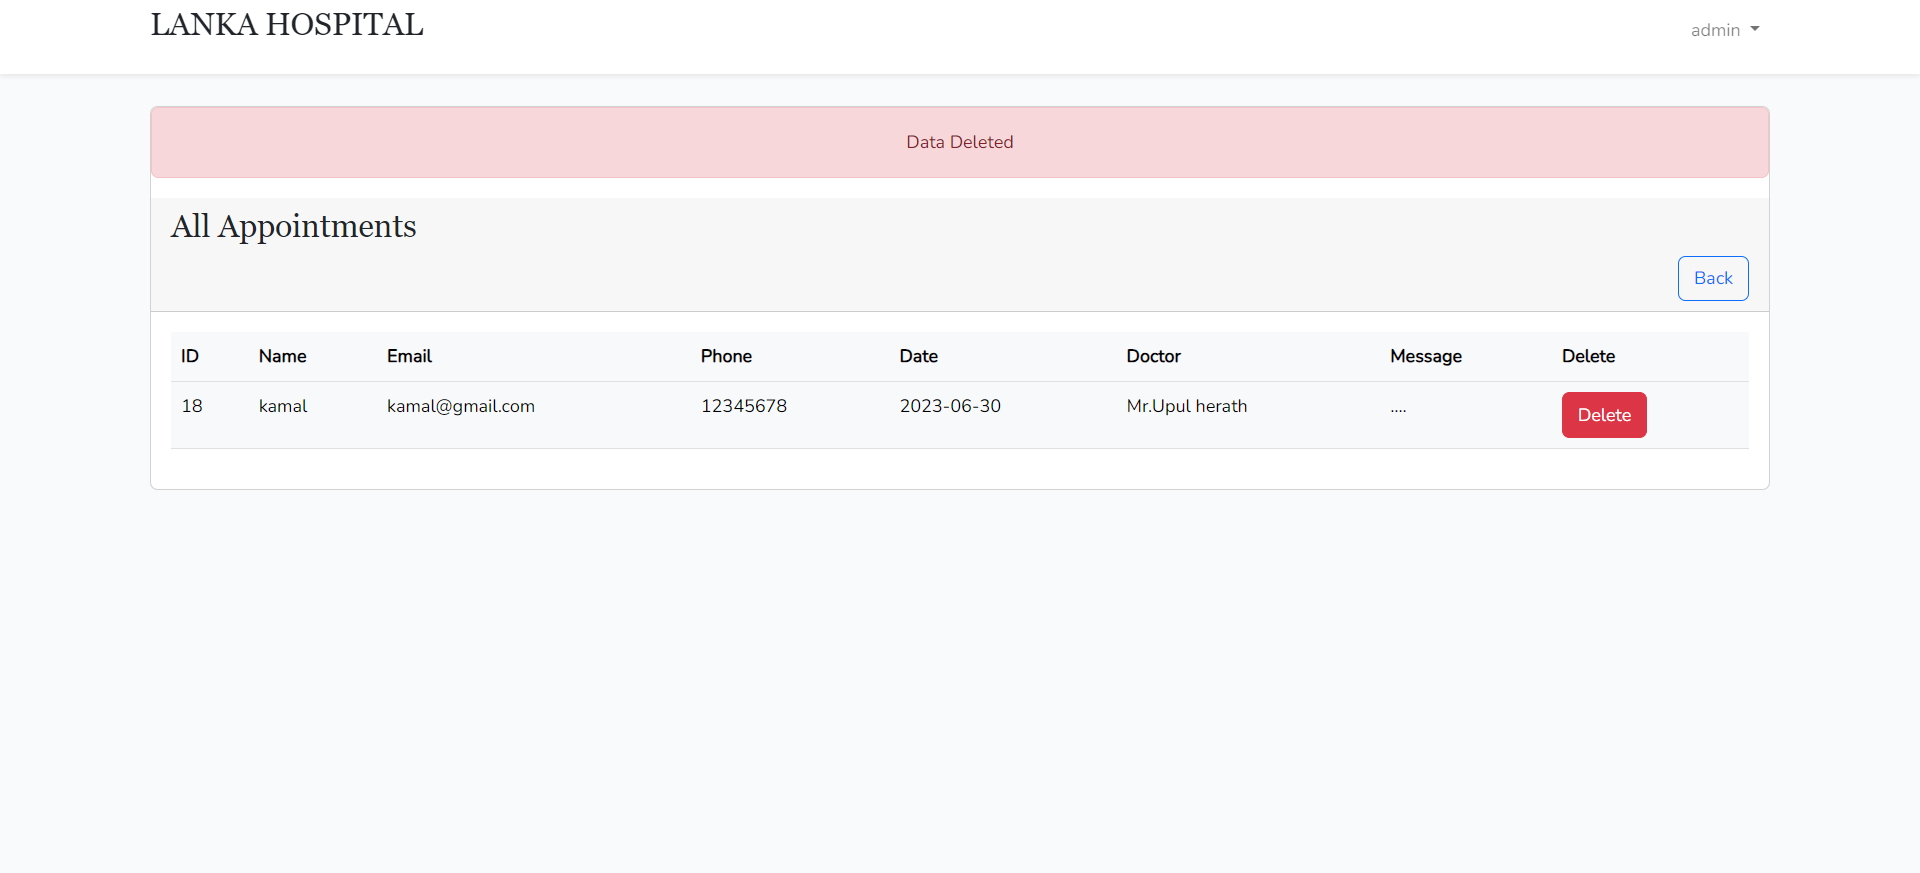 LANKA HOSPITAL
admin
Data Deleted
All Appointments
Back
ID Name Email Phone Date Doctor Message Delete
18 kamal kamal@gmail.com 12345678 2023-06-30 Mr.Upul herath .... Delete